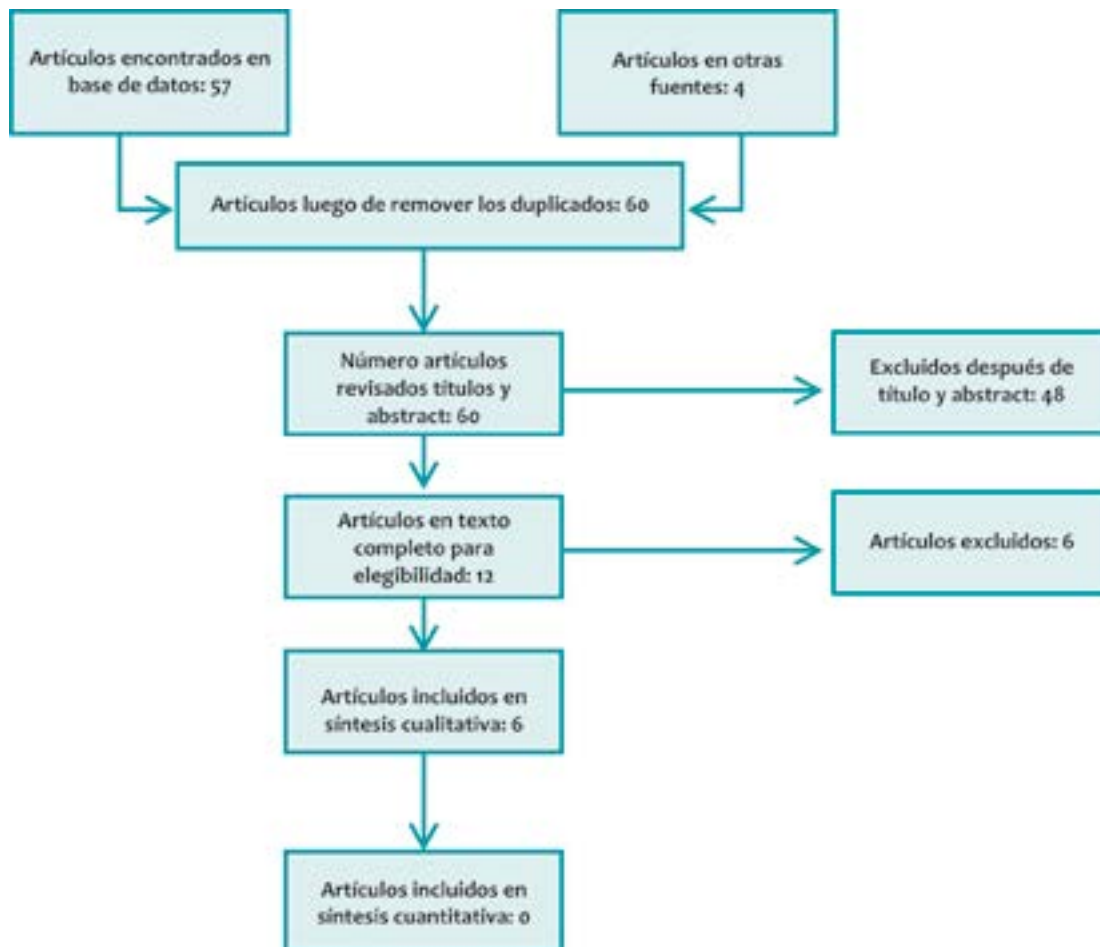 Artículos encontrados en
base de datos: 57
Artículos en otras
fuentes: 4
Artículos luego de remover los duplicados: 60
Número artículos
revisados títulos y
abstract: 60
Excluidos después de
título y abstract: 48
Artículos en texto
completo para
elegibilidad: 12
Artículos excluidos: 6
Artículos incluidos en
síntesis cualitativa: 6
Artículos incluidos en
síntesis cuantitativa: 0